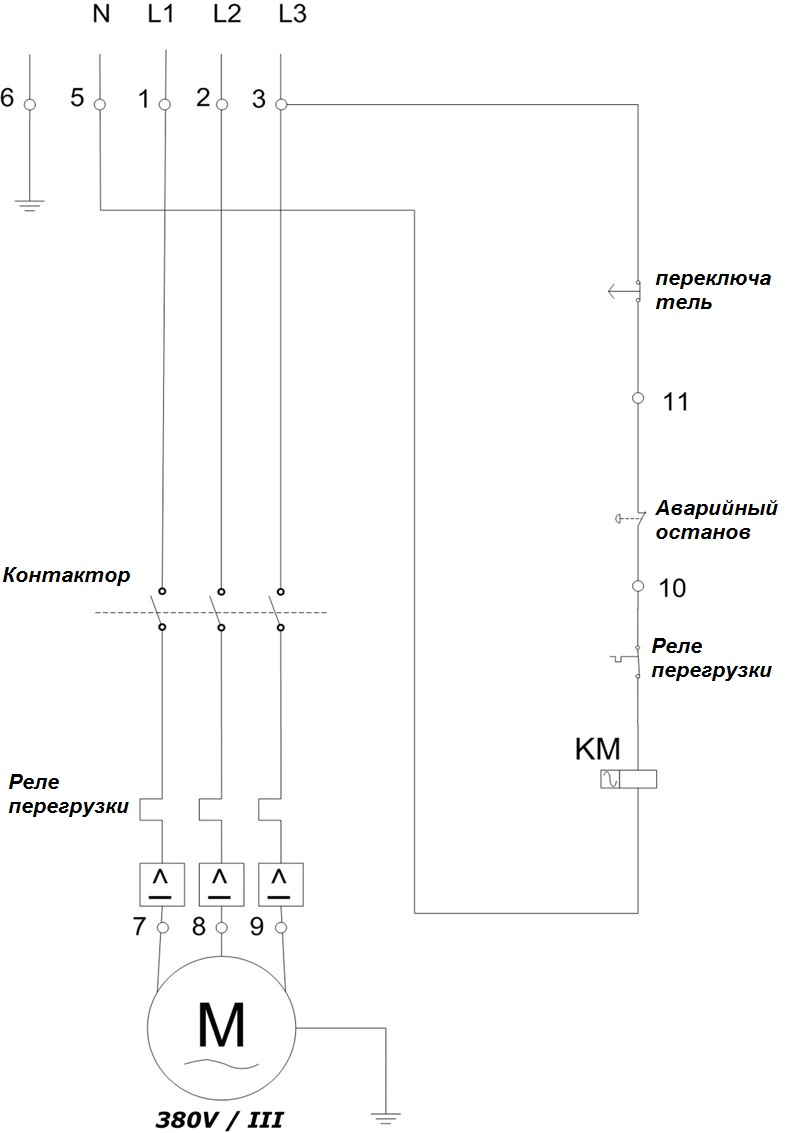 N L1 L2 L3
6 5 1 2 3
переключа
тель
11
Аварийный
останов
Контактор
10
Реле
перегрузки
KM
Реле
перегрузки
^ ^ ^
7 8 9
M
380V / III